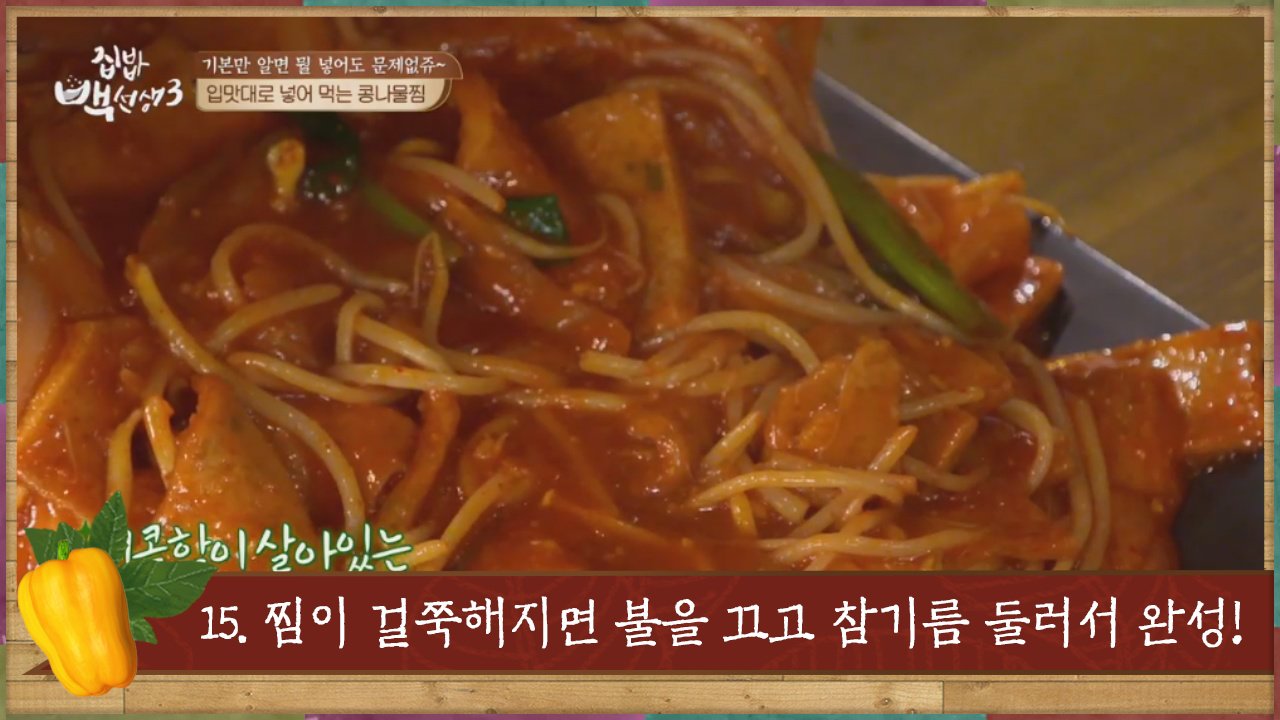 집밥
백선생3
기본만 알면 뭘 넣어도 문제없쥬~
입맛대로 넣어 먹는 콩나물찜
살아있는
15. 찜이 걸쭉해지면 불을 끄고 참기름 둘러서 완성!